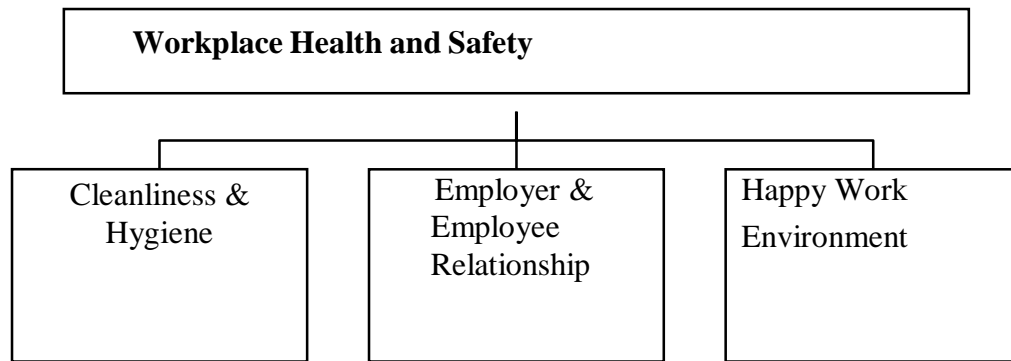 Workplace Health and Safety
Cleanliness &
Hygiene
Employer &
Employee
Relationship
Happy Work
Environment